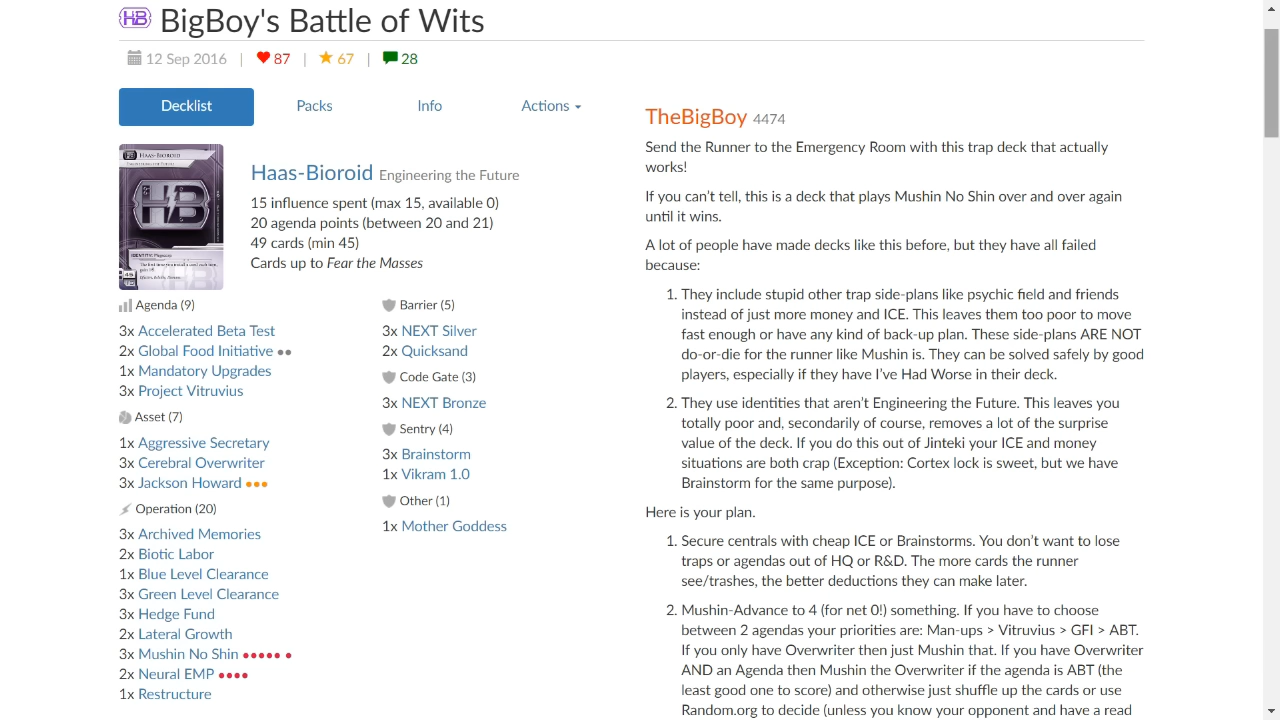 BigBoy's Battle of Wits
12 Sep 2016 | 87 | 67 | 28
Decklist Packs Info Actions
Haas-Bioroid Engineering the Future
15 influence spent (max 15, available 0)
20 agenda points (between 20 and 21)
49 cards (min 45)
Cards up to Fear the Masses
Agenda (9)
3x Accelerated Beta Test
2x Global Food Initiative ●●
1x Mandatory Upgrades
3x Project Vitruvius
Asset (7)
1x Aggressive Secretary
3x Cerebral Overwriter
3x Jackson Howard ●●●
Operation (20)
3x Archived Memories
2x Biotic Labor
1x Blue Level Clearance
3x Green Level Clearance
3x Hedge Fund
2x Lateral Growth
3x Mushin No Shin ●●●●● ●
2x Neural EMP ●●●●
1x Restructure
Barrier (5)
3x NEXT Silver
2x Quicksand
Code Gate (3)
3x NEXT Bronze
Sentry (4)
3x Brainstorm
1x Vikram 1.0
Other (1)
1x Mother Goddess
TheBigBoy 4474
Send the Runner to the Emergency Room with this trap deck that actually
works!
If you can't tell, this is a deck that plays Mushin No Shin over and over again
until it wins.
A lot of people have made decks like this before, but they have all failed
because:
1. They include stupid other trap side-plans like psychic field and friends
instead of just more money and ICE. This leaves them too poor to move
fast enough or have any kind of back-up plan. These side-plans ARE NOT
do-or-die for the runner like Mushin is. They can be solved safely by good
players, especially if they have I've Had Worse in their deck.
2. They use identities that aren't Engineering the Future. This leaves you
totally poor and, secondarily of course, removes a lot of the surprise
value of the deck. If you do this out of Jinteki your ICE and money
situations are both crap (Exception: Cortex lock is sweet, but we have
Brainstorm for the same purpose).
Here is your plan.
1. Secure centrals with cheap ICE or Brainstorms. You don't want to lose
traps or agendas out of HQ or R&D. The more cards the runner
see/trashes, the better deductions they can make later.
2. Mushin-Advance to 4 (for net 0!) something. If you have to choose
between 2 agendas your priorities are: Man-ups > Vitruvius > GFI > ABT.
If you only have Overwriter then just Mushin that. If you have Overwriter
AND an Agenda then Mushin the Overwriter if the agenda is ABT (the
least good one to score) and otherwise just shuffle up the cards or use
Random.org to decide (unless you know your opponent and have a read